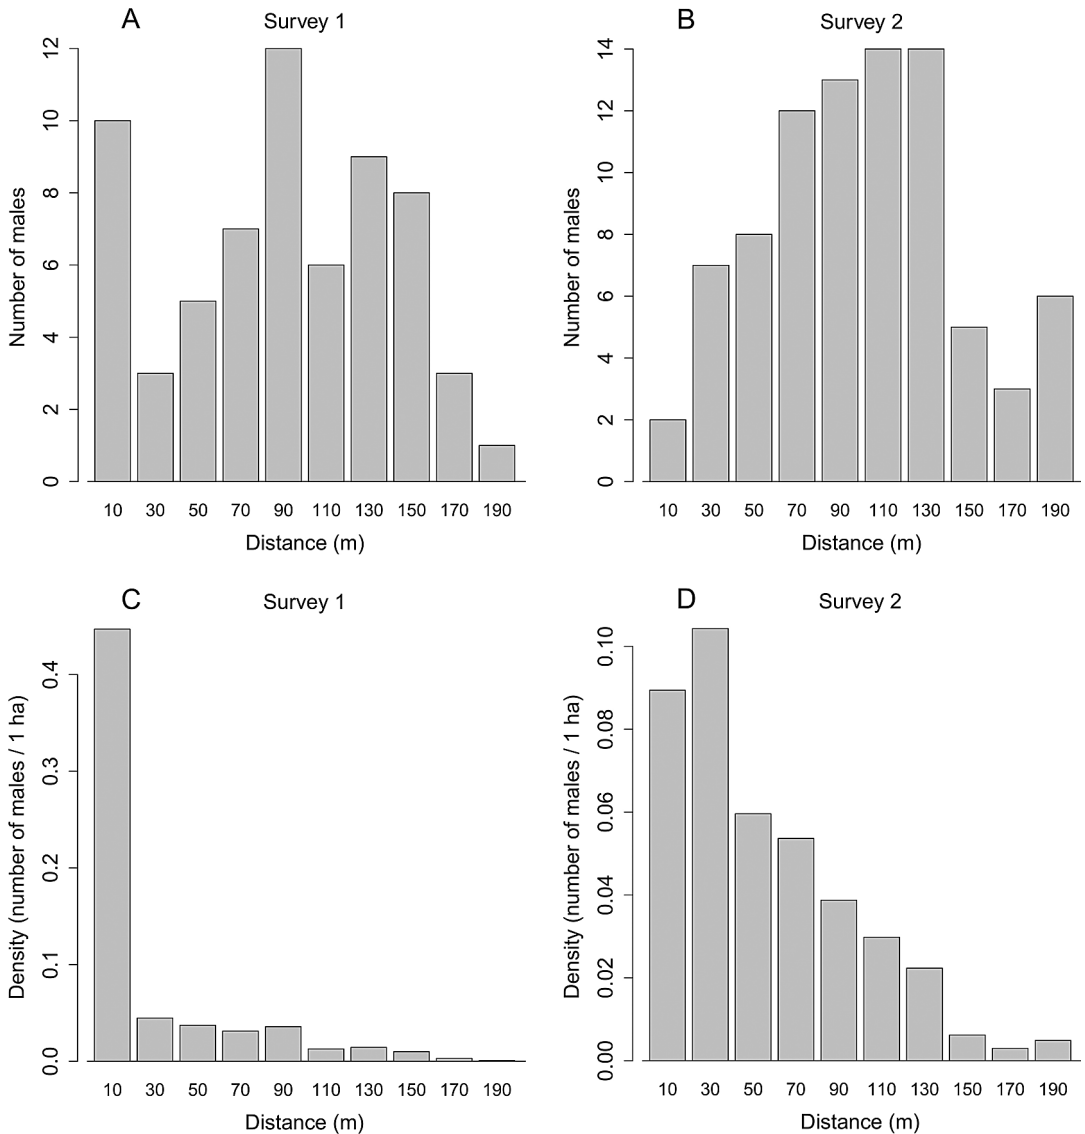 A Survey 1
Number of males
0 2 4 6 8 10 12
10 30 50 70 90 110 130 150 170 190
Distance (m)
B Survey 2
Number of males
0 2 4 6 8 10 12 14
10 30 50 70 90 110 130 150 170 190
Distance (m)
C Survey 1
Density (number of males / 1 ha)
0.0 0.1 0.2 0.3 0.4
10 30 50 70 90 110 130 150 170 190
Distance (m)
D Survey 2
Density (number of males / 1 ha)
0.00 0.02 0.04 0.06 0.08 0.10
10 30 50 70 90 110 130 150 170 190
Distance (m)